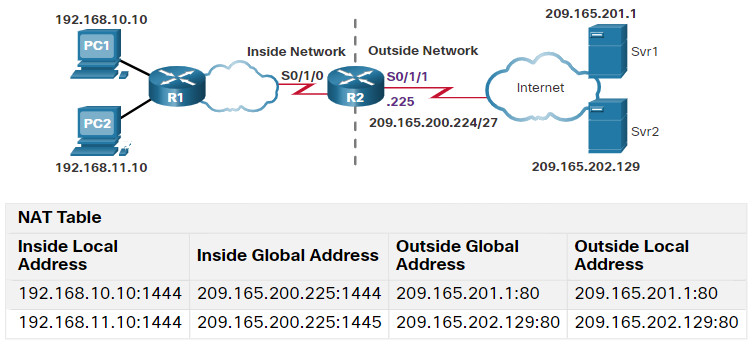 192.168.10.10
209.165.201.1
PC1
Inside Network
Outside Network
Svr1
S0/1/0
S0/1/1
R1
R2
Internet
.225
PC2
209.165.200.224/27
Svr2
192.168.11.10
209.165.202.129
NAT Table
Inside Local Address
Inside Global Address
Outside Global Address
Outside Local Address
192.168.10.10:1444 209.165.200.225:1444 209.165.201.1:80 209.165.201.1:80
192.168.11.10:1444 209.165.200.225:1445 209.165.202.129:80 209.165.202.129:80